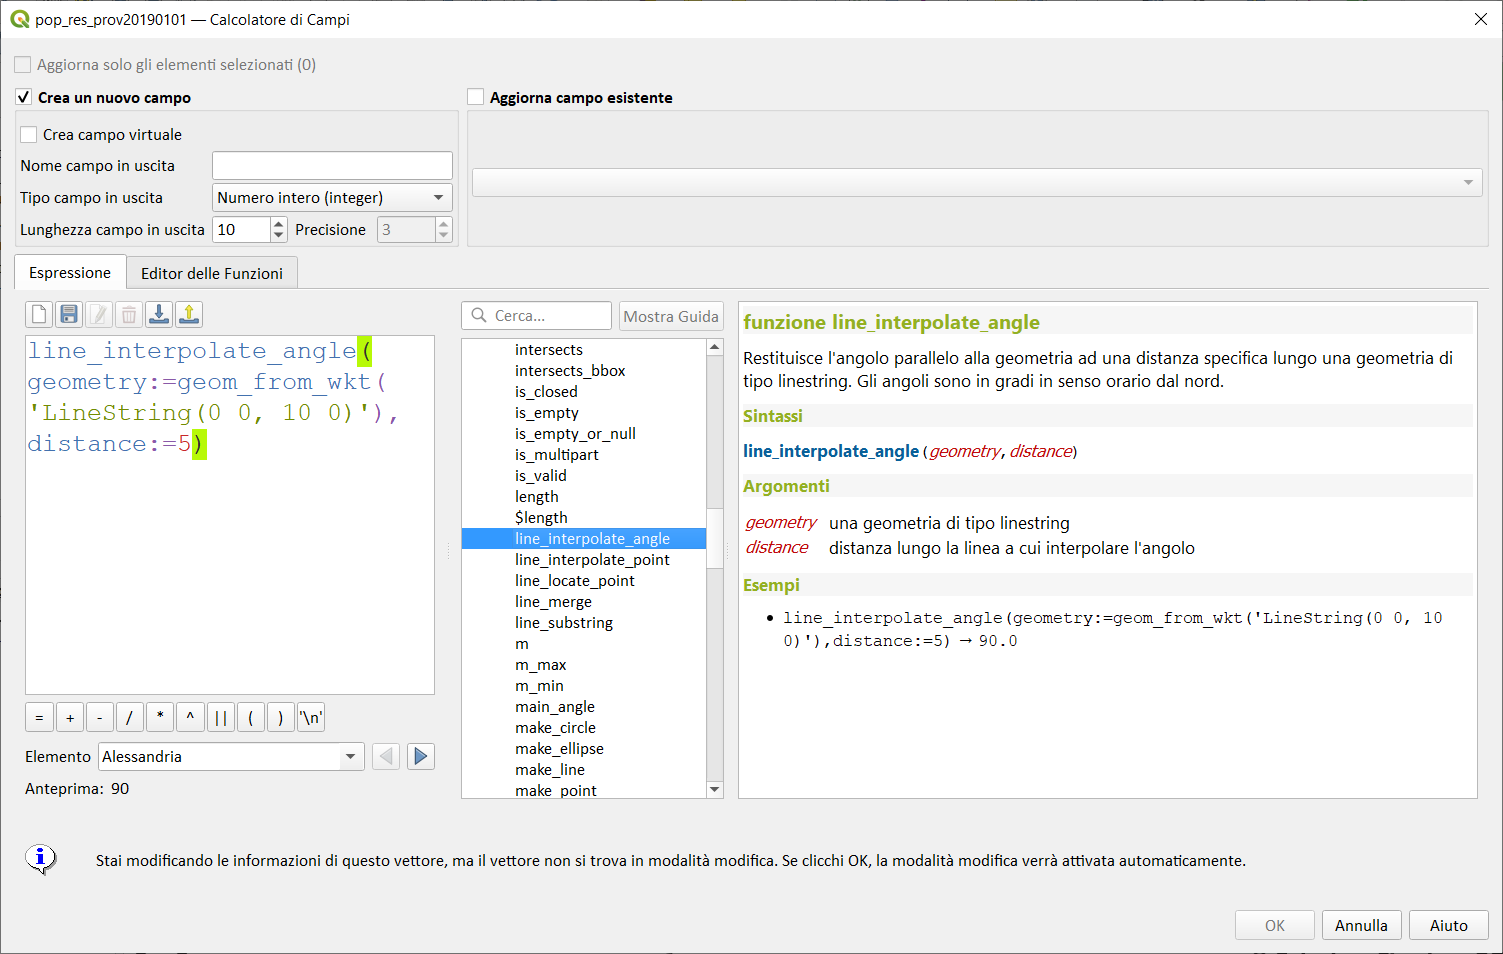 pop_res_prov20190101 — Calcolatore di Campi
Aggiorna solo gli elementi selezionati (0)
Crea un nuovo campo
Aggiorna campo esistente
Crea campo virtuale
Nome campo in uscita
Tipo campo in uscita
Numero intero (integer)
Lunghezza campo in uscita
10
Precisione
3
Espressione
Editor delle Funzioni
line_interpolate_angle(
geometry:=geom_from_wkt(
'LineString(0 0, 10 0)'),
distance:=5)
= + - / * ^ || ( ) '\n'
Elemento
Alessandria
Anteprima: 90
Cerca...
Mostra Guida
intersects
intersects_bbox
is_closed
is_empty
is_empty_or_null
is_multipart
is_valid
length
$length
line_interpolate_angle
line_interpolate_point
line_locate_point
line_merge
line_substring
m
m_max
m_min
main_angle
make_circle
make_ellipse
make_line
make_point
funzione line_interpolate_angle
Restituisce l'angolo parallelo alla geometria ad una distanza specifica lungo una geometria di
tipo linestring. Gli angoli sono in gradi in senso orario dal nord.
Sintassi
line_interpolate_angle(geometry, distance)
Argomenti
geometry una geometria di tipo linestring
distance distanza lungo la linea a cui interpolare l'angolo
Esempi
• line_interpolate_angle(geometry:=geom_from_wkt('LineString(0 0, 10
0)'),distance:=5) → 90.0
Stai modificando le informazioni di questo vettore, ma il vettore non si trova in modalità modifica. Se clicchi OK, la modalità modifica verrà attivata automaticamente.
OK
Annulla
Aiuto